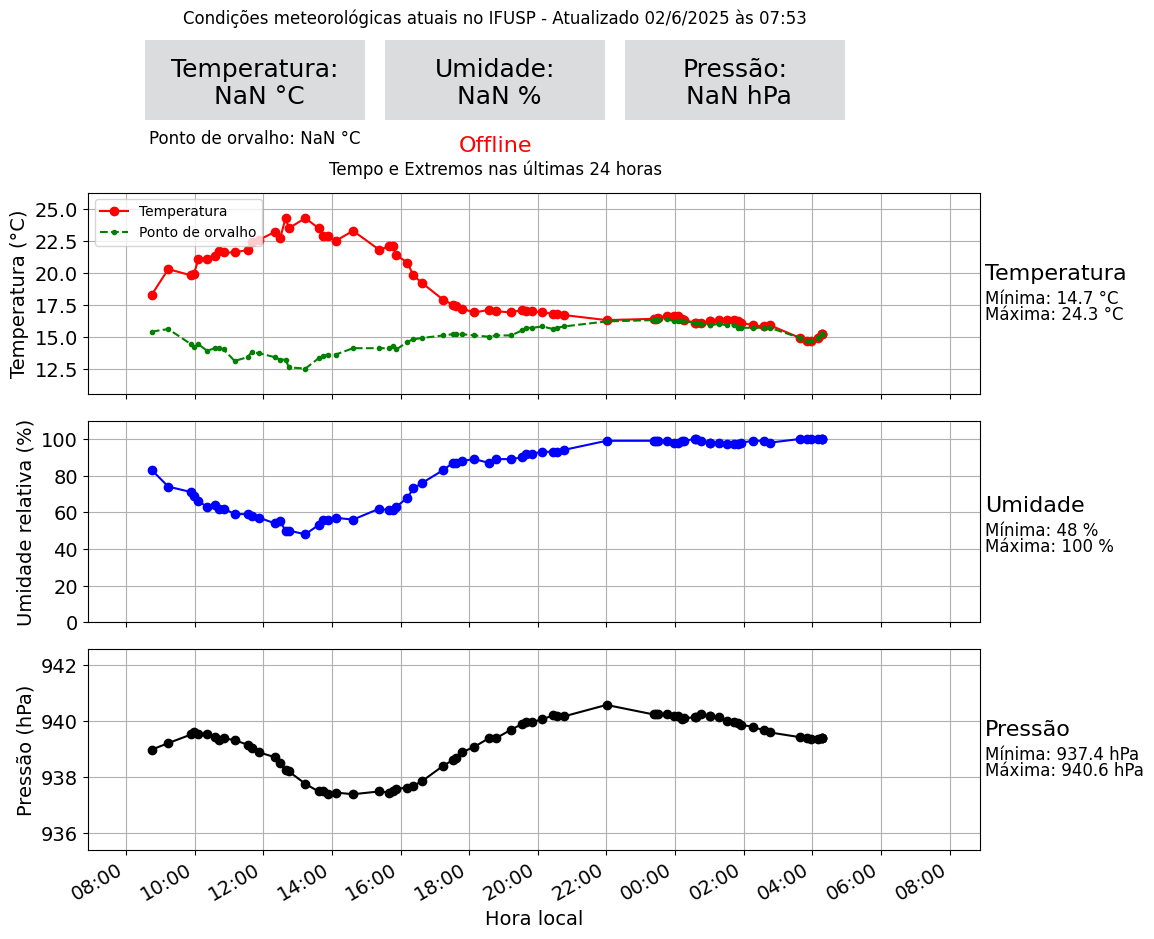 Condições meteorológicas atuais no IFUSP - Atualizado 02/6/2025 às 07:53
Temperatura:
NaN °C
Umidade:
NaN %
Pressão:
NaN hPa
Ponto de orvalho: NaN °C
Offline
Tempo e Extremos nas últimas 24 horas
Temperatura (°C)
25.0
22.5
20.0
17.5
15.0
12.5
Temperatura
Ponto de orvalho
Temperatura
Mínima: 14.7 °C
Máxima: 24.3 °C
Umidade relativa (%)
100
80
60
40
20
0
Umidade
Mínima: 48 %
Máxima: 100 %
Pressão (hPa)
942
940
938
936
Pressão
Mínima: 937.4 hPa
Máxima: 940.6 hPa
08:00
10:00
12:00
14:00
16:00
18:00
20:00
22:00
00:00
02:00
04:00
06:00
08:00
Hora local